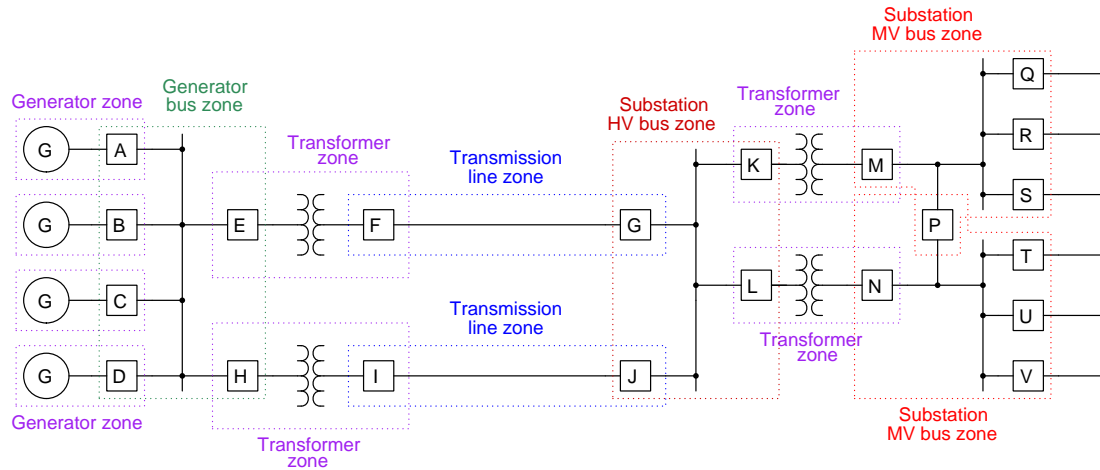 Substation
MV bus zone
Generator
bus zone
Generator zone
Substation
HV bus zone
Transformer
zone
Transformer
zone
Transmission
line zone
Q
G
A
R
K
M
S
G
B
E
F
G
P
T
C
G
L
N
U
Transmission
line zone
Transformer
zone
G
D
H
I
J
V
Generator zone
Substation
MV bus zone
Transformer
zone